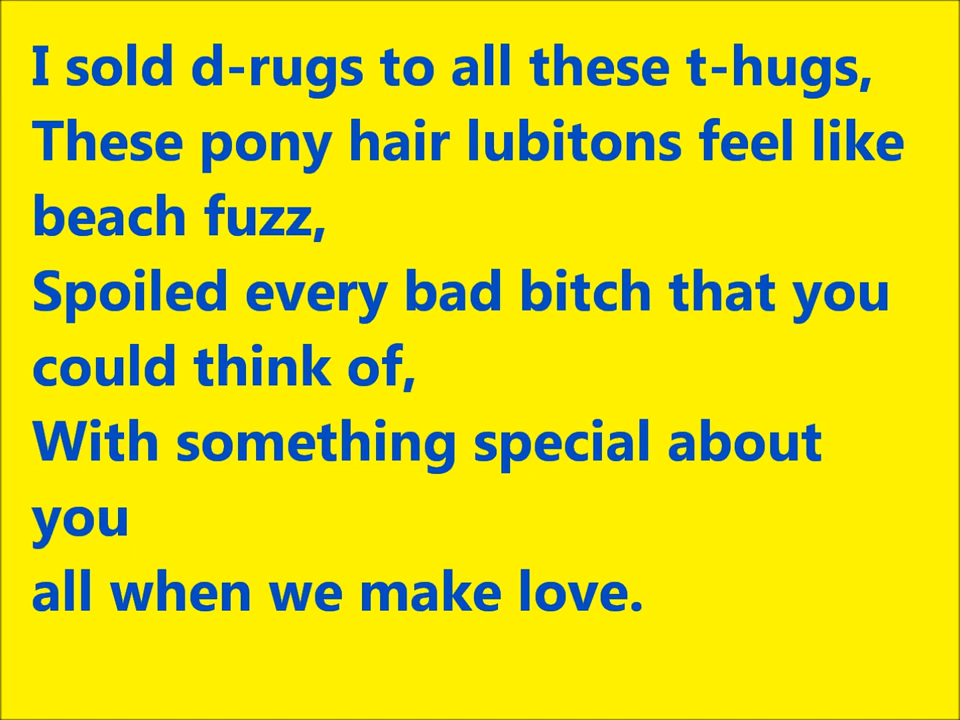 I sold d-rugs to all these t-hugs,
These pony hair lubitons feel like
beach fuzz,
Spoiled every bad bitch that you
could think of,
With something special about
you
all when we make love.